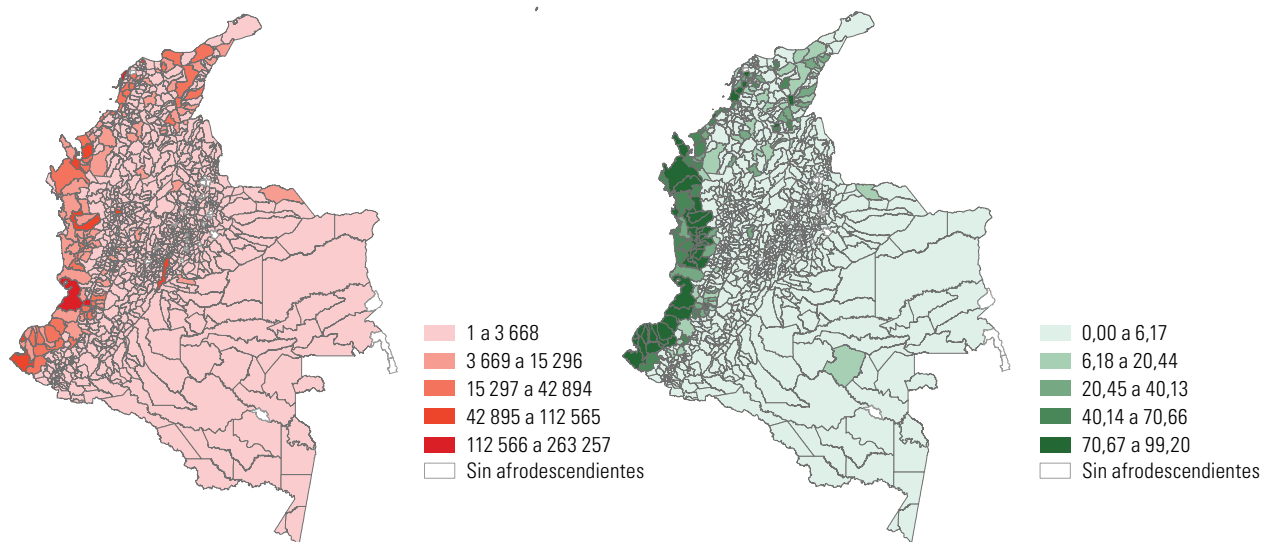 1 a 3 668
3 669 a 15 296
15 297 a 42 894
42 895 a 112 565
112 566 a 263 257
Sin afrodescendientes
0,00 a 6,17
6,18 a 20,44
20,45 a 40,13
40,14 a 70,66
70,67 a 99,20
Sin afrodescendientes